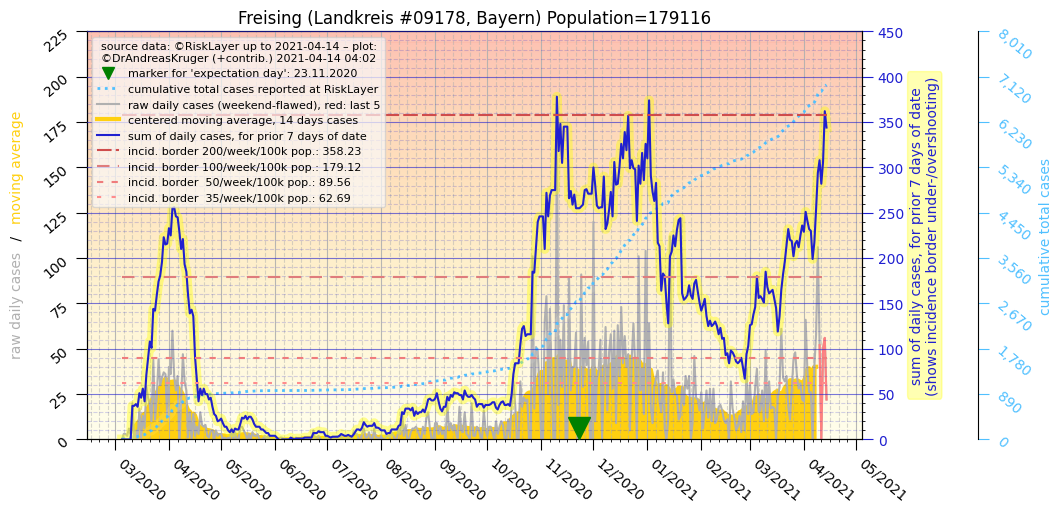 Freising (Landkreis #09178, Bayern) Population=179116
source data: ©RiskLayer up to 2021-04-14 – plot:
©DrAndreasKruger (+contrib.) 2021-04-14 04:02
marker for 'expectation day': 23.11.2020
cumulative total cases reported at RiskLayer
raw daily cases (weekend-flawed), red: last 5
centered moving average, 14 days cases
sum of daily cases, for prior 7 days of date
incid. border 200/week/100k pop.: 358.23
incid. border 100/week/100k pop.: 179.12
incid. border  50/week/100k pop.: 89.56
incid. border  35/week/100k pop.: 62.69
raw daily cases / moving average
225
200
175
150
125
100
75
50
25
0
03/2020
04/2020
05/2020
06/2020
07/2020
08/2020
09/2020
10/2020
11/2020
12/2020
01/2021
02/2021
03/2021
04/2021
05/2021
450
400
350
300
250
200
150
100
50
0
sum of daily cases, for prior 7 days of date
(shows incidence border under-/overshooting)
8,010
7,120
6,230
5,340
4,450
3,560
2,670
1,780
890
0
cumulative total cases